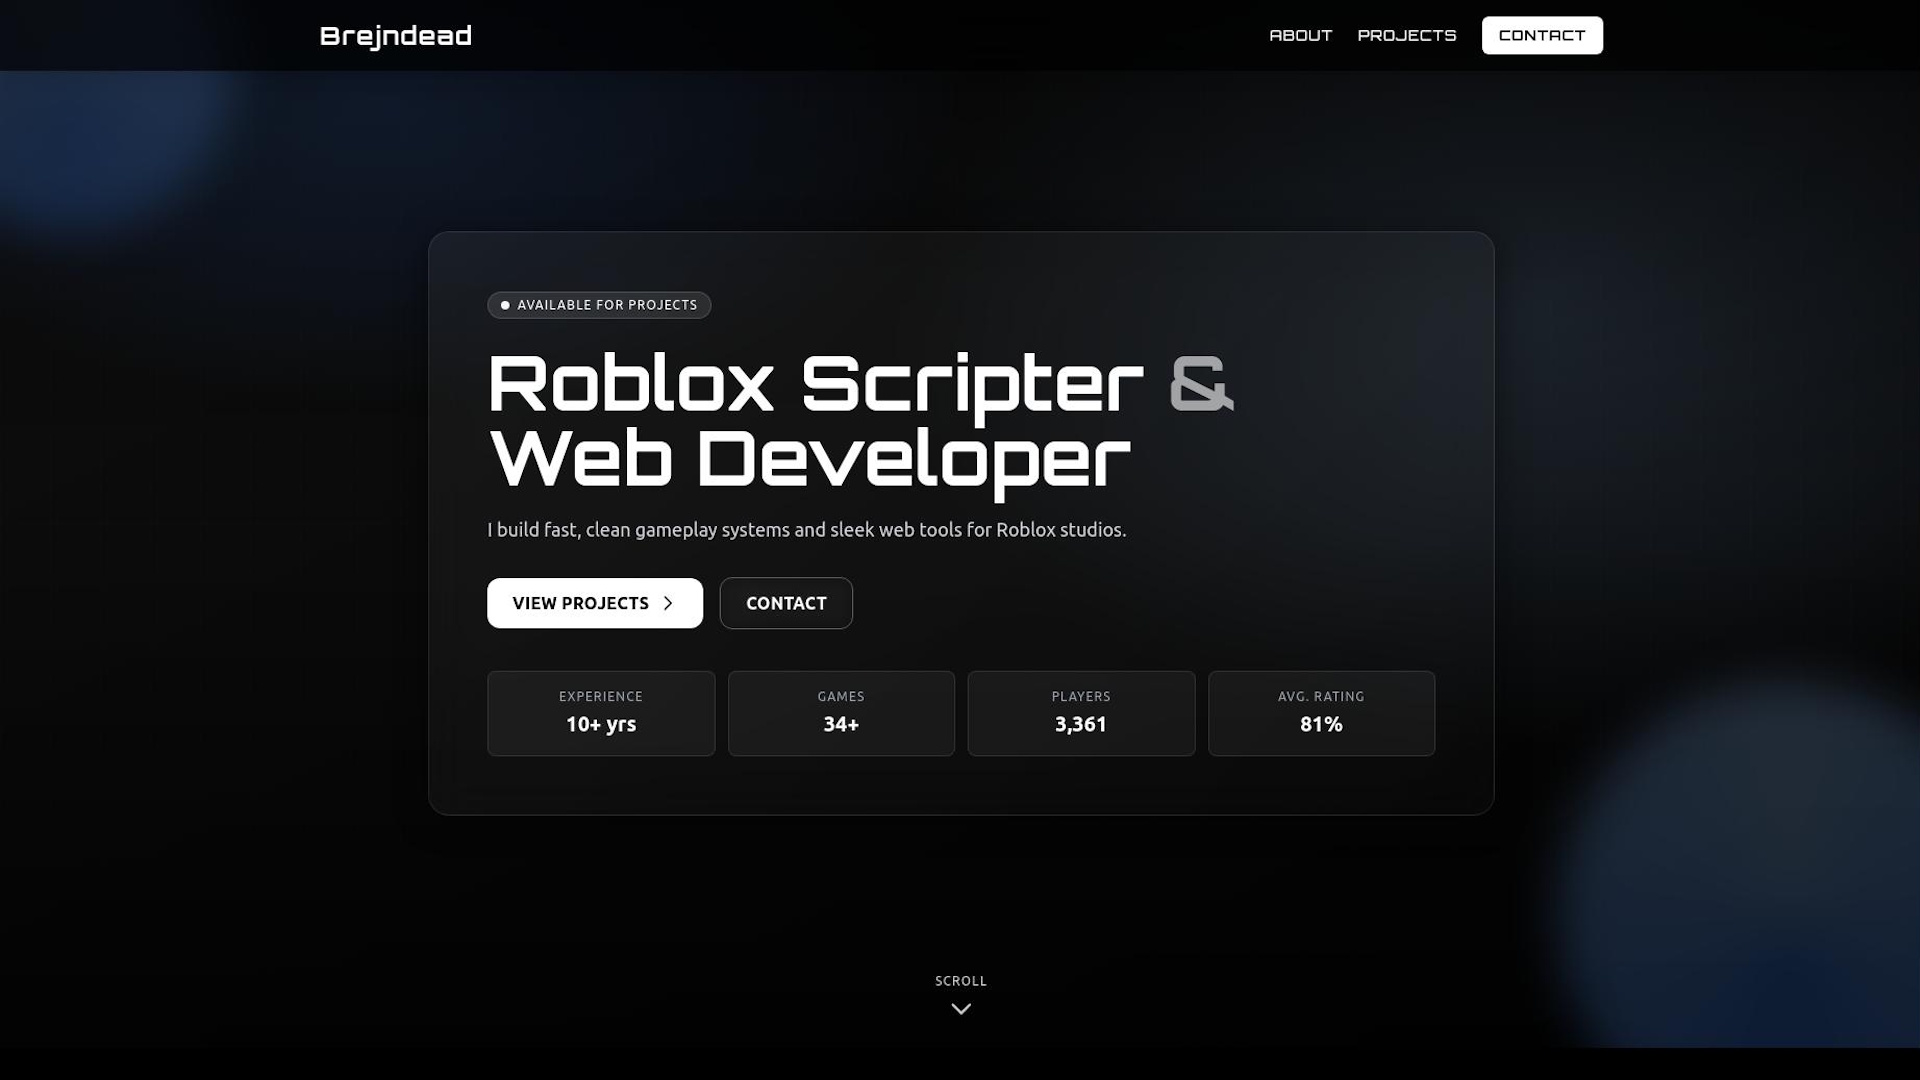 Brejndead
ABOUT
PROJECTS
CONTACT
AVAILABLE FOR PROJECTS
Roblox Scripter &
Web Developer
I build fast, clean gameplay systems and sleek web tools for Roblox studios.
VIEW PROJECTS
CONTACT
EXPERIENCE
10+ yrs
GAMES
34+
PLAYERS
3,361
AVG. RATING
81%
SCROLL